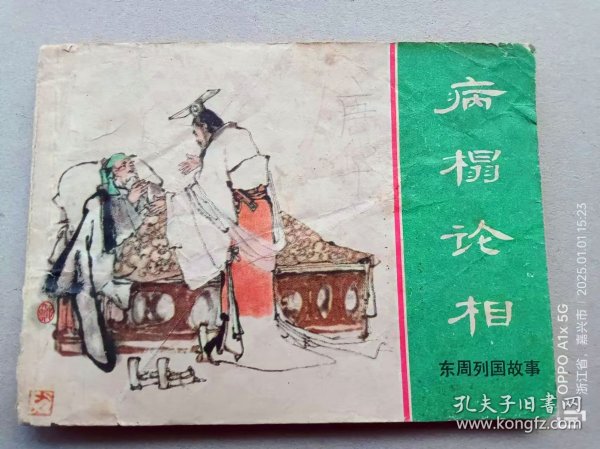 病榻论相
东周列国故事
孔夫子旧書网
www.kongfz.com
OPPO A1x 5G
浙江省, 嘉兴市 2025.01.01 15:23